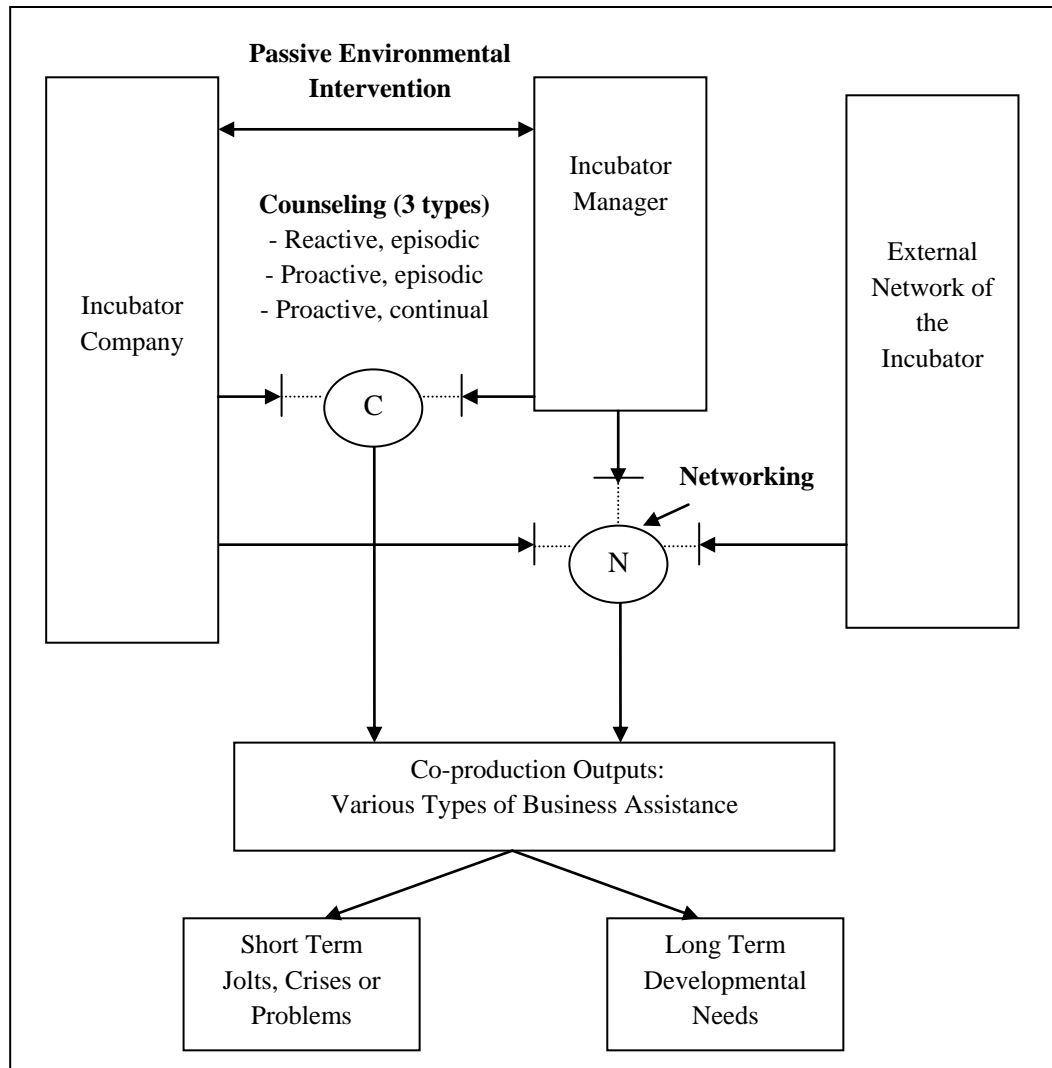 Passive Environmental
Intervention
Incubator
Manager
Counseling (3 types)
- Reactive, episodic
- Proactive, episodic
- Proactive, continual
Incubator
Company
External
Network of
the
Incubator
C
Networking
N
Co-production Outputs:
Various Types of Business Assistance
Short Term
Jolts, Crises or
Problems
Long Term
Developmental
Needs